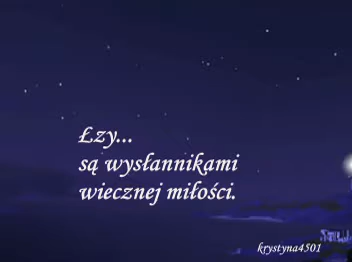 Łzy...
są wysłannikami
wiecznej miłości.
krystyna4501